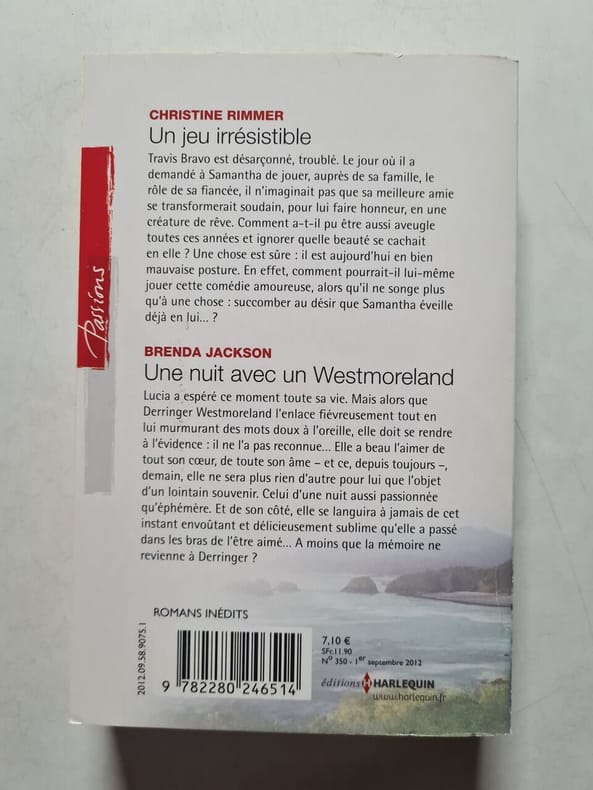 CHRISTINE RIMMER
Un jeu irrésistible
Travis Bravo est désarçonné, troublé. Le jour où il a
demandé à Samantha de jouer, auprès de sa famille, le
rôle de sa fiancée, il n'imaginait pas que sa meilleure amie
se transformerait soudain, pour lui faire honneur, en une
créature de rêve. Comment a-t-il pu être aussi aveugle
toutes ces années et ignorer quelle beauté se cachait
en elle ? Une chose est sûre : il est aujourd'hui en bien
mauvaise posture. En effet, comment pourrait-il lui-même
jouer cette comédie amoureuse, alors qu'il ne songe plus
qu'à une chose : succomber au désir que Samantha éveille
déjà en lui... ?
Passions
BRENDA JACKSON
Une nuit avec un Westmoreland
Lucia a espéré ce moment toute sa vie. Mais alors que
Derringer Westmoreland l'enlace fiévreusement tout en
lui murmurant des mots doux à l'oreille, elle doit se rendre
à l'évidence : il ne l'a pas reconnue... Elle a beau l'aimer de
tout son cœur, de toute son âme – et ce, depuis toujours –,
demain, elle ne sera plus rien d'autre pour lui que l'objet
d'un lointain souvenir. Celui d'une nuit aussi passionnée
qu'éphémère. Et de son côté, elle se languira à jamais de cet
instant envoûtant et délicieusement sublime qu'elle a passé
dans les bras de l'être aimé... A moins que la mémoire ne
revienne à Derringer ?
ROMANS INÉDITS
2012.09.58.9075.1
9 782280 246514
7,10 €
SFr.11.90
N° 350 - 1er septembre 2012
éditions H HARLEQUIN
www.harlequin.fr